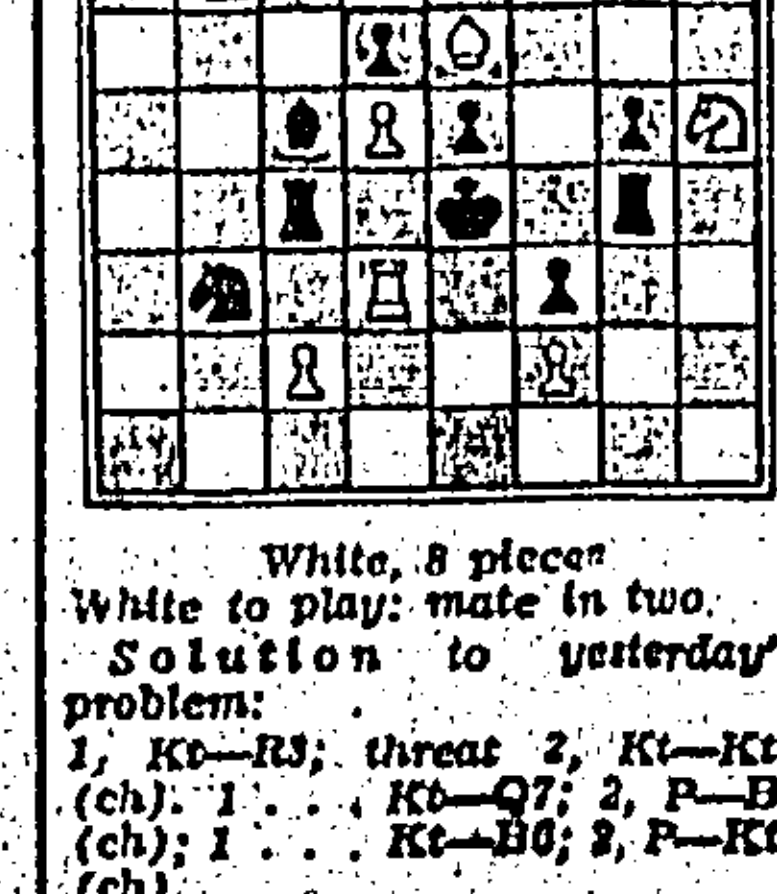 White, 8 pieces
White to play: mate in two.
Solution to yesterday'
problem:
1, Kt—R3; threat 2, Kt—Kt
(ch). 1 . . . Kt—Q7; 2, P—B
(ch); 1 . . . Kt—B6; 2, P—Kt
(ch)